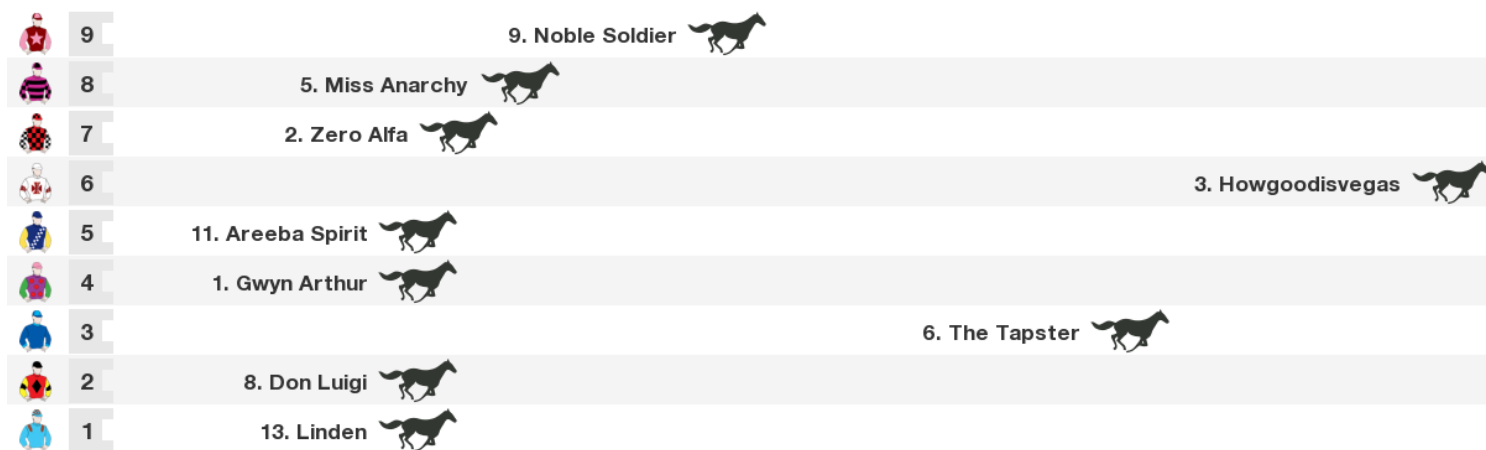 9 9. Noble Soldier
8 5. Miss Anarchy
7 2. Zero Alfa
6 3. Howgoodisvegas
5 11. Areeba Spirit
4 1. Gwyn Arthur
3 6. The Tapster
2 8. Don Luigi
1 13. Linden